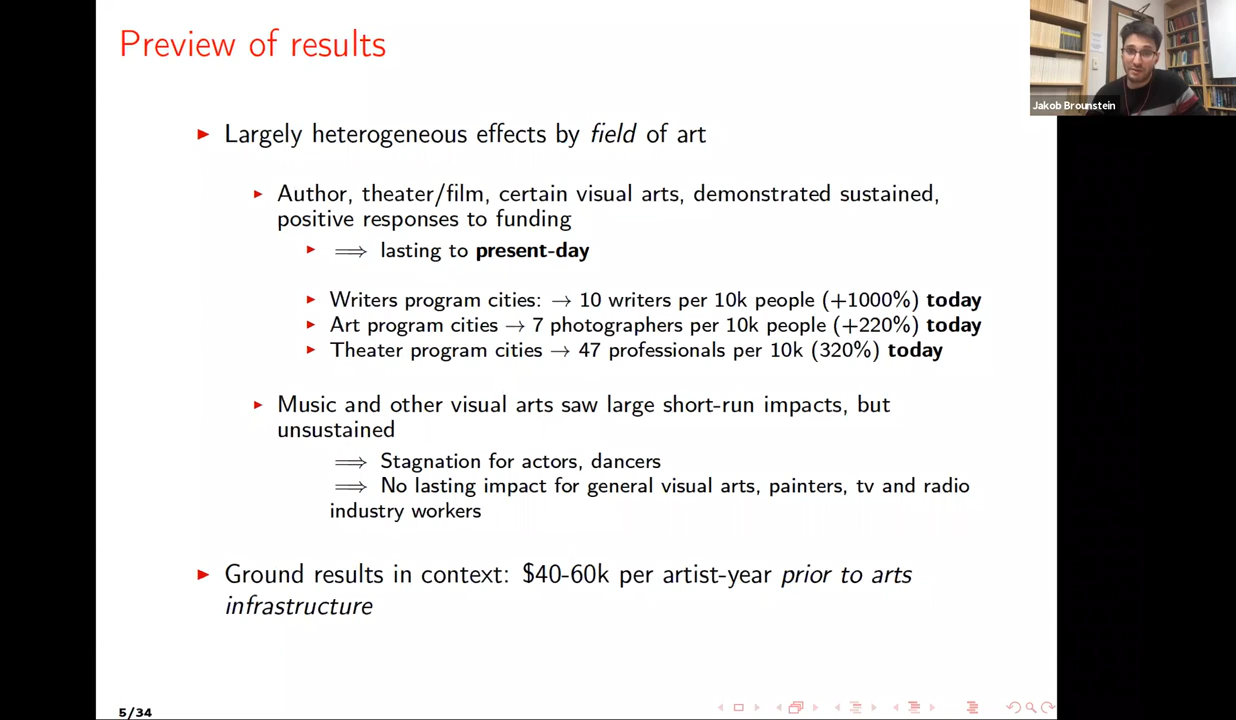 Preview of results
Jakob Brounstein
▶ Largely heterogeneous effects by field of art
▶ Author, theater/film, certain visual arts, demonstrated sustained,
positive responses to funding
▶ ⟹ lasting to present-day
▶ Writers program cities: → 10 writers per 10k people (+1000%) today
▶ Art program cities → 7 photographers per 10k people (+220%) today
▶ Theater program cities → 47 professionals per 10k (320%) today
▶ Music and other visual arts saw large short-run impacts, but
unsustained
⟹ Stagnation for actors, dancers
⟹ No lasting impact for general visual arts, painters, tv and radio
industry workers
▶ Ground results in context: $40-60k per artist-year prior to arts
infrastructure
5/34